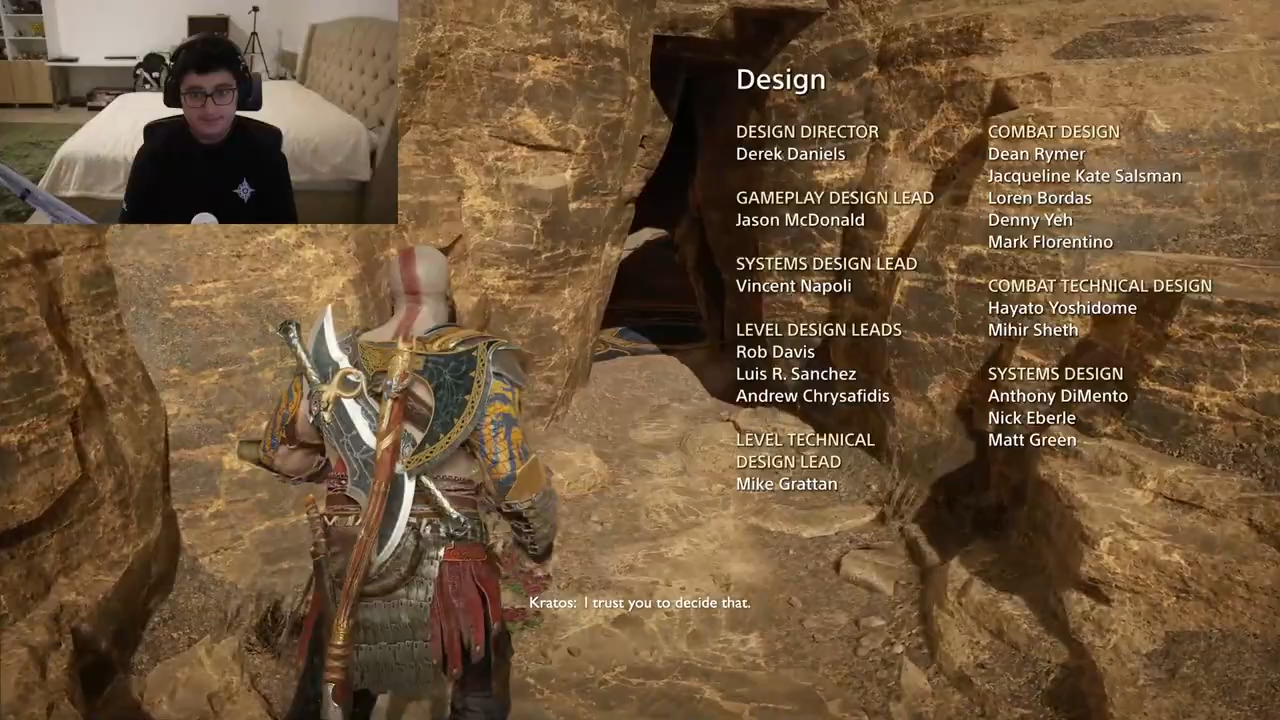 Design
DESIGN DIRECTOR
Derek Daniels
GAMEPLAY DESIGN LEAD
Jason McDonald
SYSTEMS DESIGN LEAD
Vincent Napoli
LEVEL DESIGN LEADS
Rob Davis
Luis R. Sanchez
Andrew Chrysafidis
LEVEL TECHNICAL
DESIGN LEAD
Mike Grattan
COMBAT DESIGN
Dean Rymer
Jacqueline Kate Salsman
Loren Bordas
Denny Yeh
Mark Florentino
COMBAT TECHNICAL DESIGN
Hayato Yoshidome
Mihir Sheth
SYSTEMS DESIGN
Anthony DiMento
Nick Eberle
Matt Green
Kratos: I trust you to decide that.